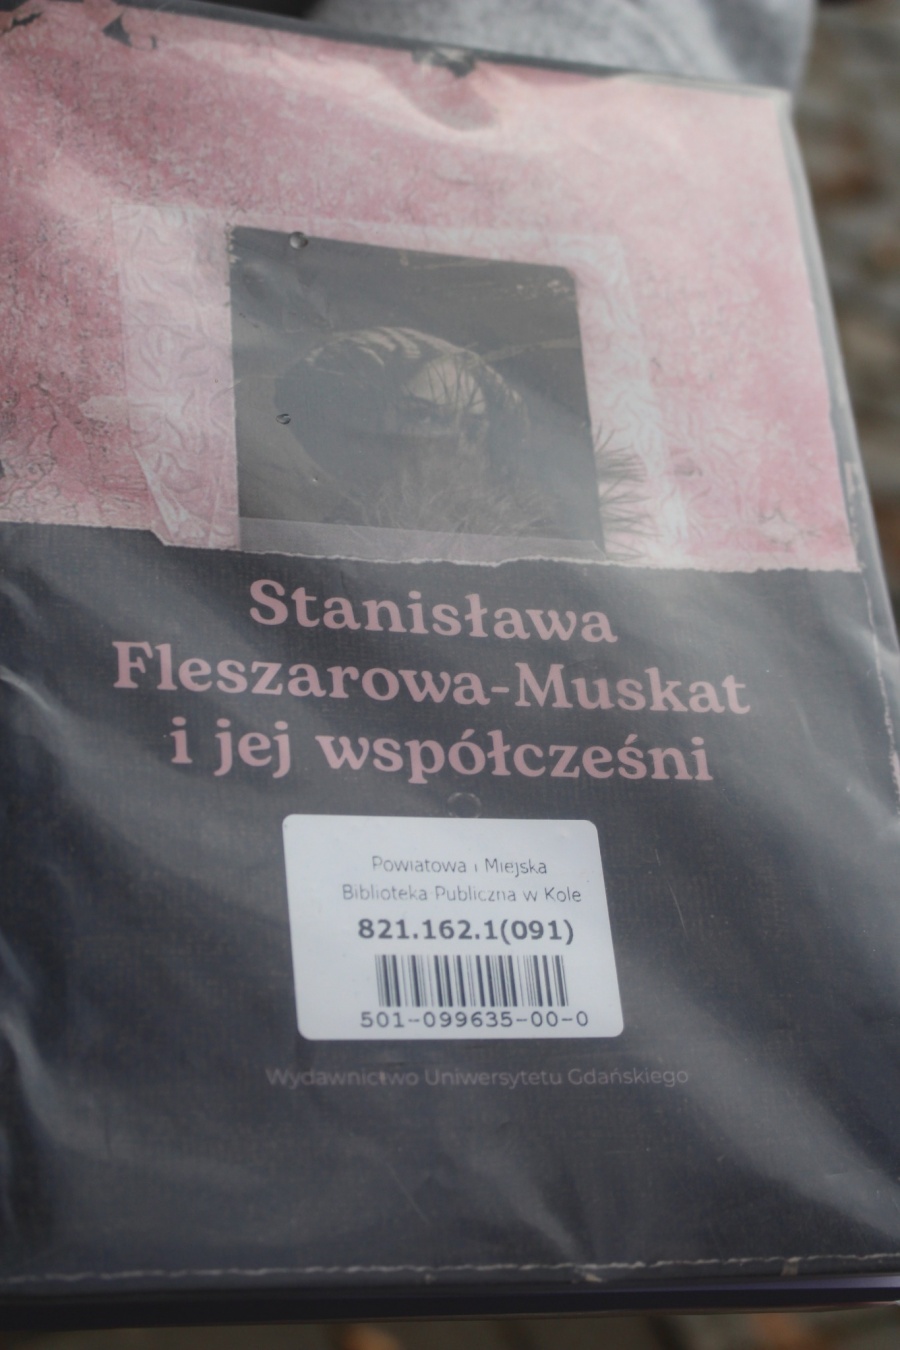 Stanisława
Fleszarowa-Muskat
i jej współcześni
Powiatowa i Miejska
Biblioteka Publiczna w Kole
821.162.1(091)
501-099635-00-0
Wydawnictwo Uniwersytetu Gdańskiego